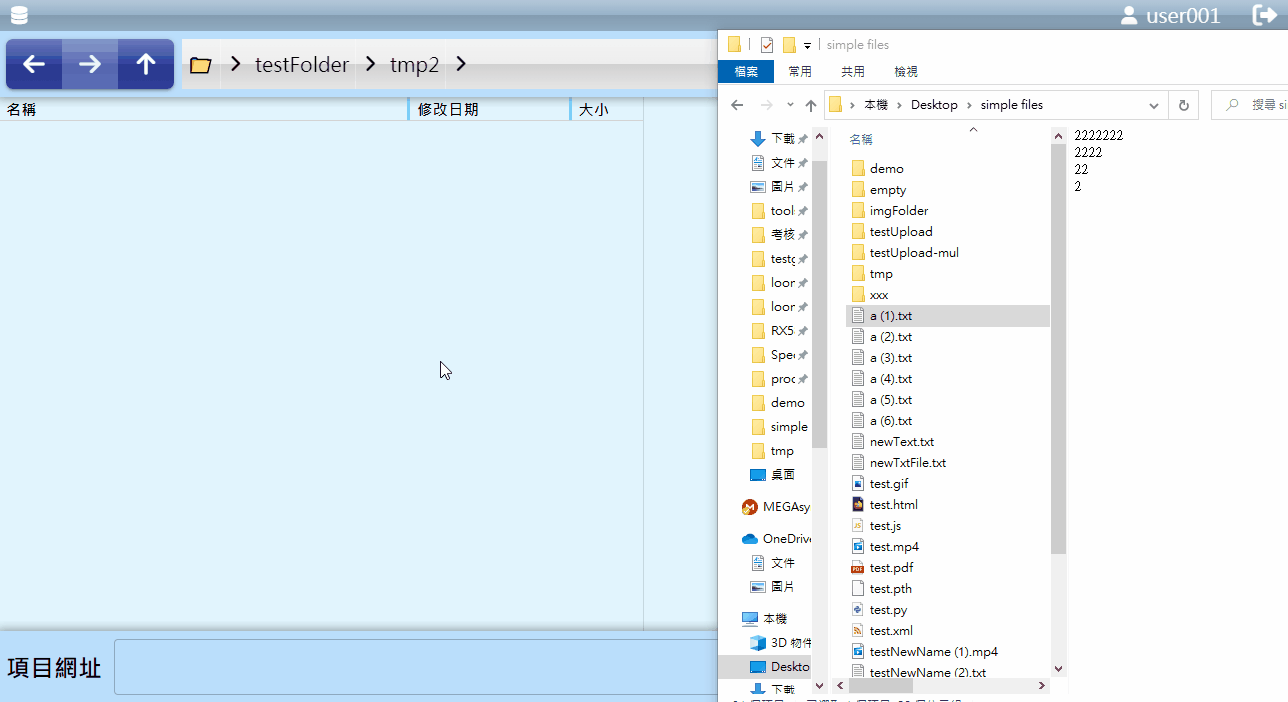 user001
testFolder
tmp2
名稱
修改日期
大小
項目網址
simple files
檔案
常用
共用
檢視
本機
Desktop
simple files
搜尋 si
下載
文件
圖片
tool
考核
testg
loor
loor
RX5
Spec
proc
demo
simple
tmp
桌面
MEGAsy
OneDrive
文件
圖片
本機
3D 物件
Deskto
下載
名稱
demo
empty
imgFolder
testUpload
testUpload-mul
tmp
xxx
a (1).txt
a (2).txt
a (3).txt
a (4).txt
a (5).txt
a (6).txt
newText.txt
newTxtFile.txt
test.gif
test.html
test.js
test.mp4
test.pdf
test.pth
test.py
test.xml
testNewName (1).mp4
testNewName (2).txt
2222222
2222
22
2